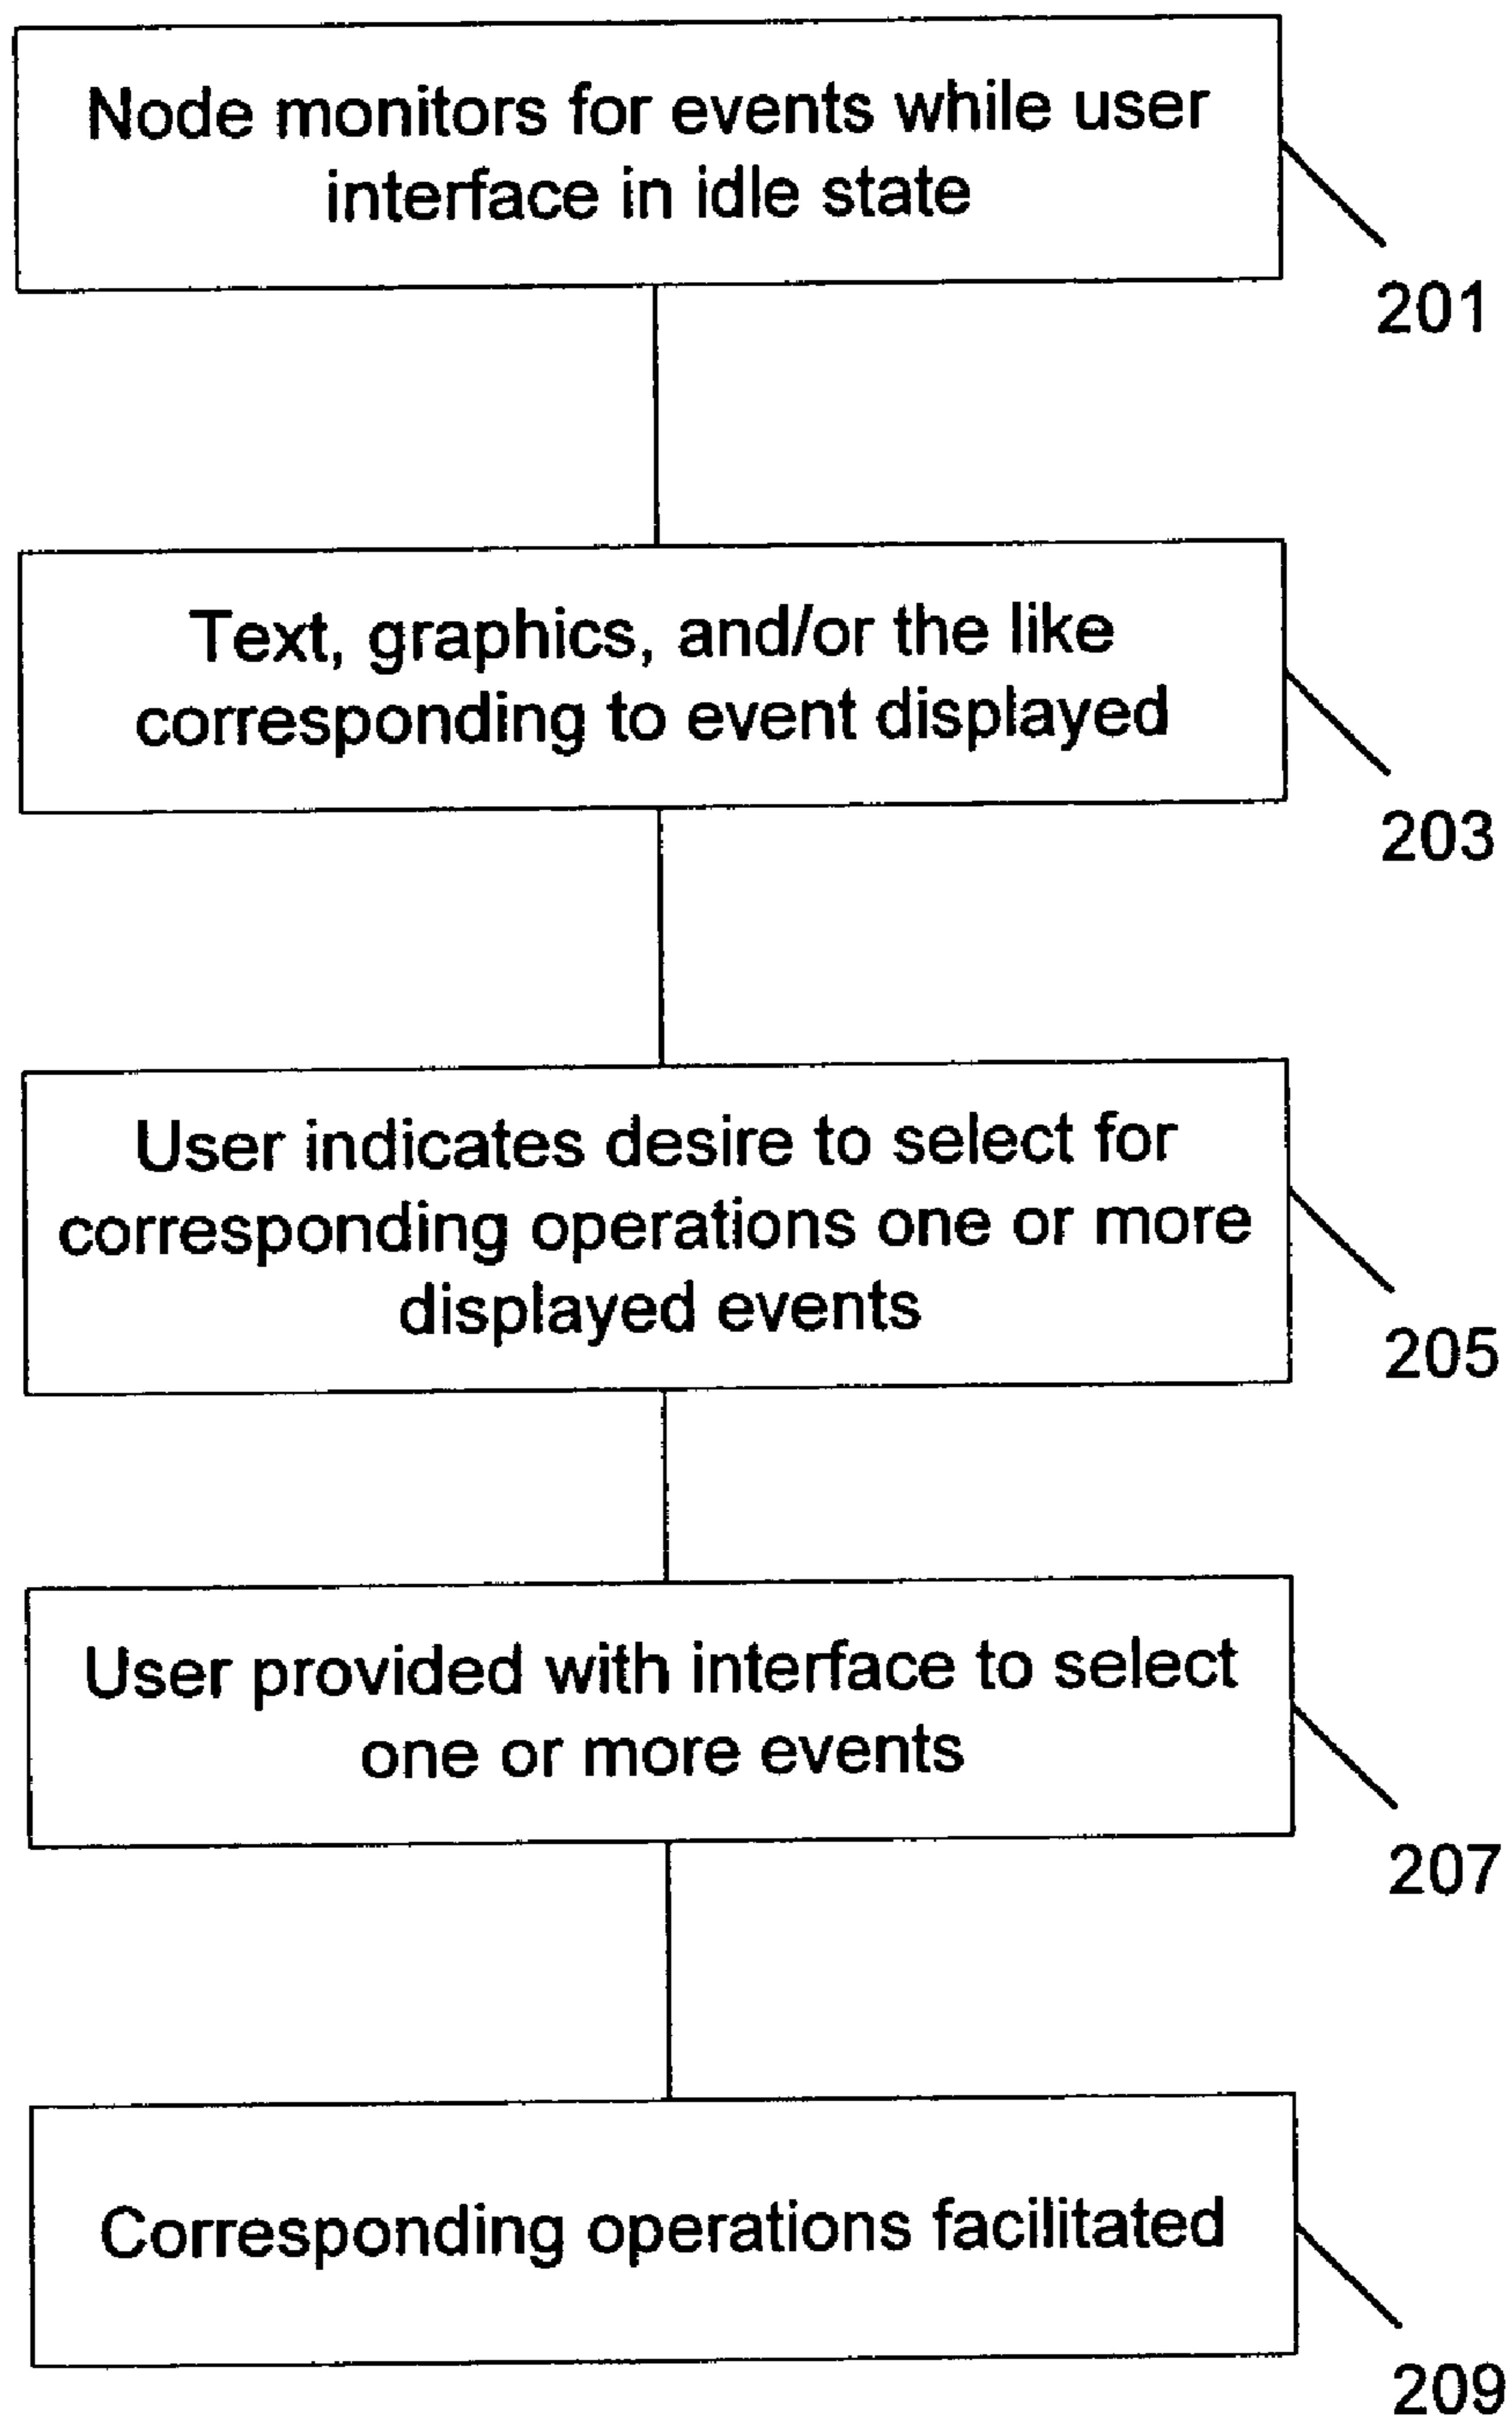 Node monitors for events while user
interface in idle state
201
Text, graphics, and/or the like
corresponding to event displayed
203
User indicates desire to select for
corresponding operations one or more
displayed events
205
User provided with interface to select
one or more events
207
Corresponding operations facilitated
209